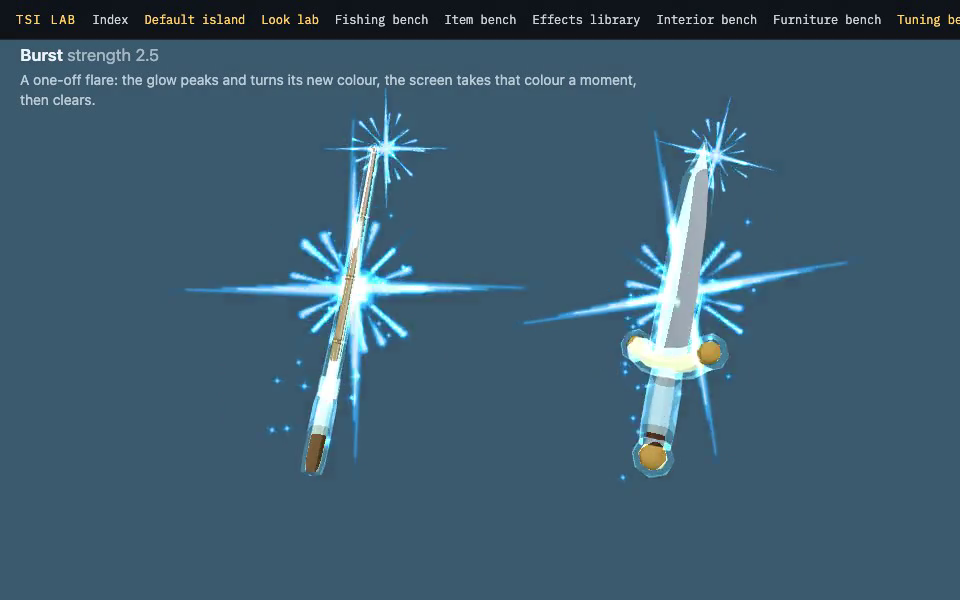 TSI LAB Index Default island Look lab Fishing bench Item bench Effects library Interior bench Furniture bench Tuning be
Burst strength 2.5
A one-off flare: the glow peaks and turns its new colour, the screen takes that colour a moment,
then clears.